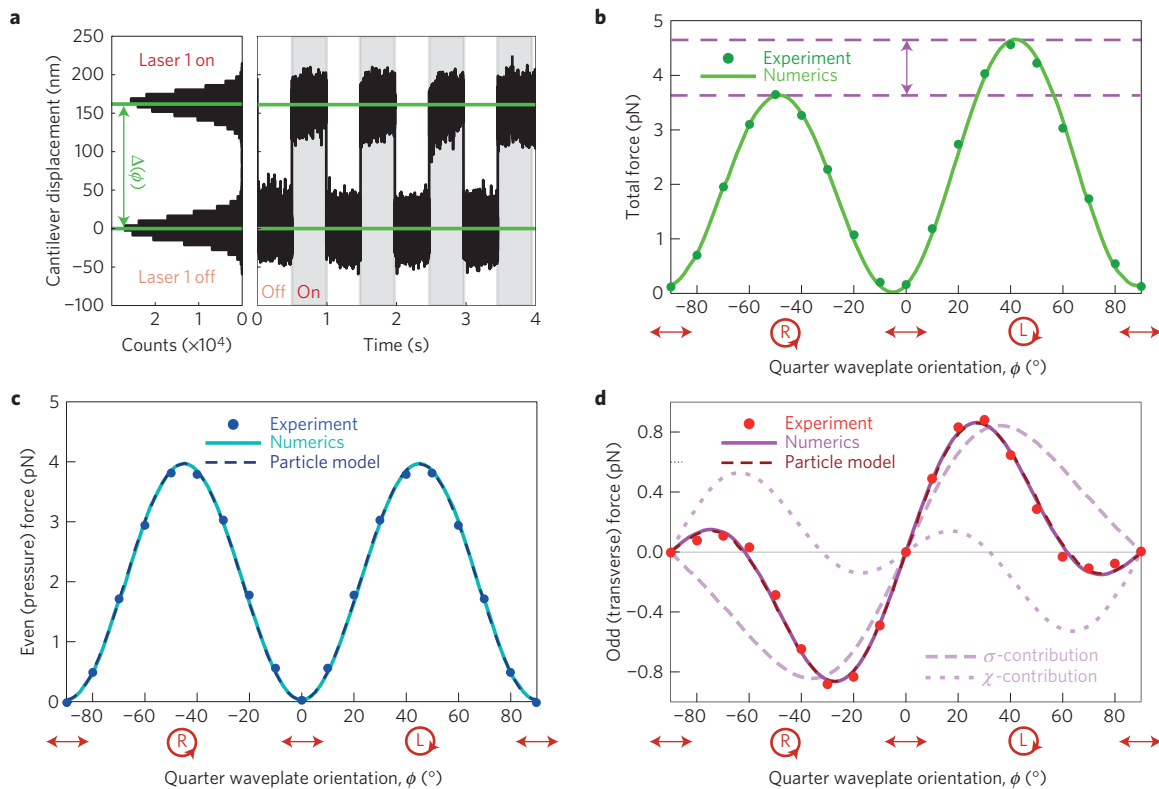 a
Cantilever displacement (nm)
250
200
150
100
50
0
−50
−100
Laser 1 on
Δ(ϕ)
Laser 1 off
2
1
0
Counts (×10⁴)
Off
On
0
1
2
3
4
Time (s)
b
Total force (pN)
5
4
3
2
1
0
Experiment
Numerics
−80
−60
−40
−20
0
20
40
60
80
R
L
Quarter waveplate orientation, ϕ (°)
c
Even (pressure) force (pN)
5
4
3
2
1
0
Experiment
Numerics
Particle model
−80
−60
−40
−20
0
20
40
60
80
R
L
Quarter waveplate orientation, ϕ (°)
d
Odd (transverse) force (pN)
0.8
0.4
0.0
−0.4
−0.8
Experiment
Numerics
Particle model
σ-contribution
χ-contribution
−80
−60
−40
−20
0
20
40
60
80
R
L
Quarter waveplate orientation, ϕ (°)